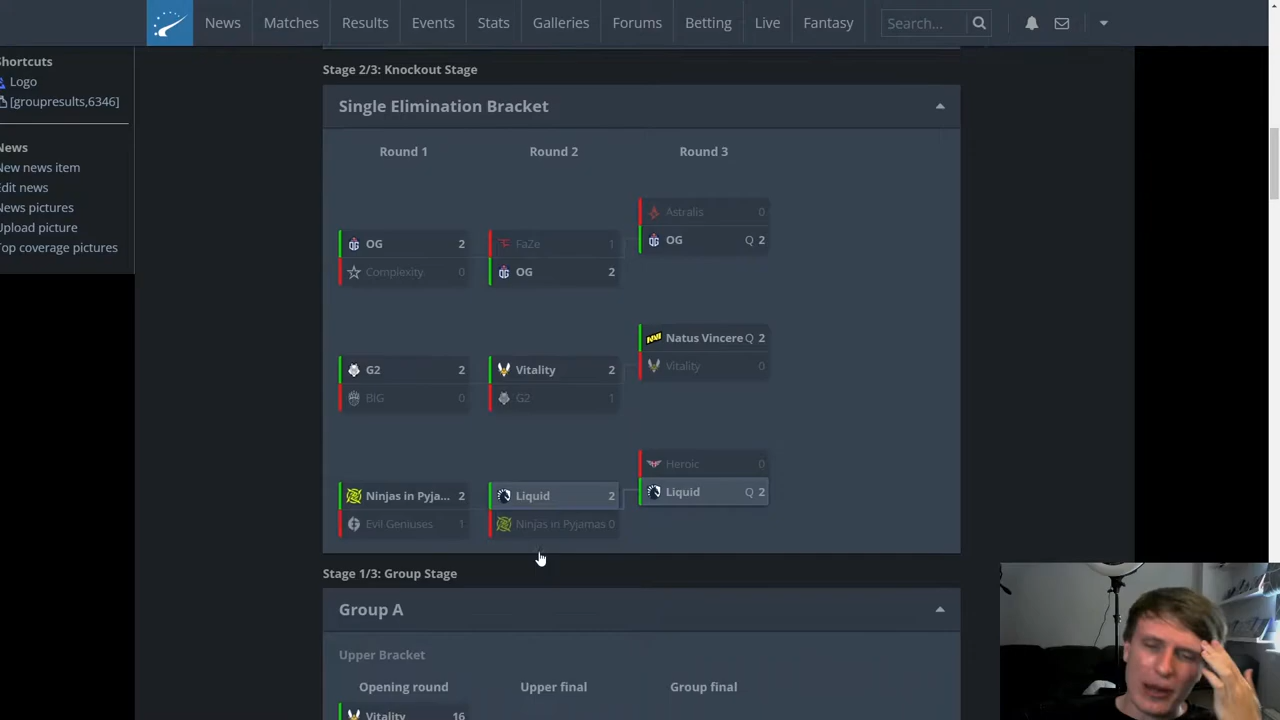 News Matches Results Events Stats Galleries Forums Betting Live Fantasy Search...
Shortcuts
Logo
[groupresults,6346]
News
New news item
Edit news
News pictures
Upload picture
Top coverage pictures
Stage 2/3: Knockout Stage
Single Elimination Bracket
Round 1 Round 2 Round 3
Astralis 0
OG Q 2
OG 2
Complexity 0
FaZe 1
OG 2
Natus Vincere Q 2
Vitality 0
G2 2
BIG 0
Vitality 2
G2 1
Heroic 0
Liquid Q 2
Ninjas in Pyja... 2
Evil Geniuses 1
Liquid 2
Ninjas in Pyjamas 0
Stage 1/3: Group Stage
Group A
Upper Bracket
Opening round Upper final Group final
Vitality 16